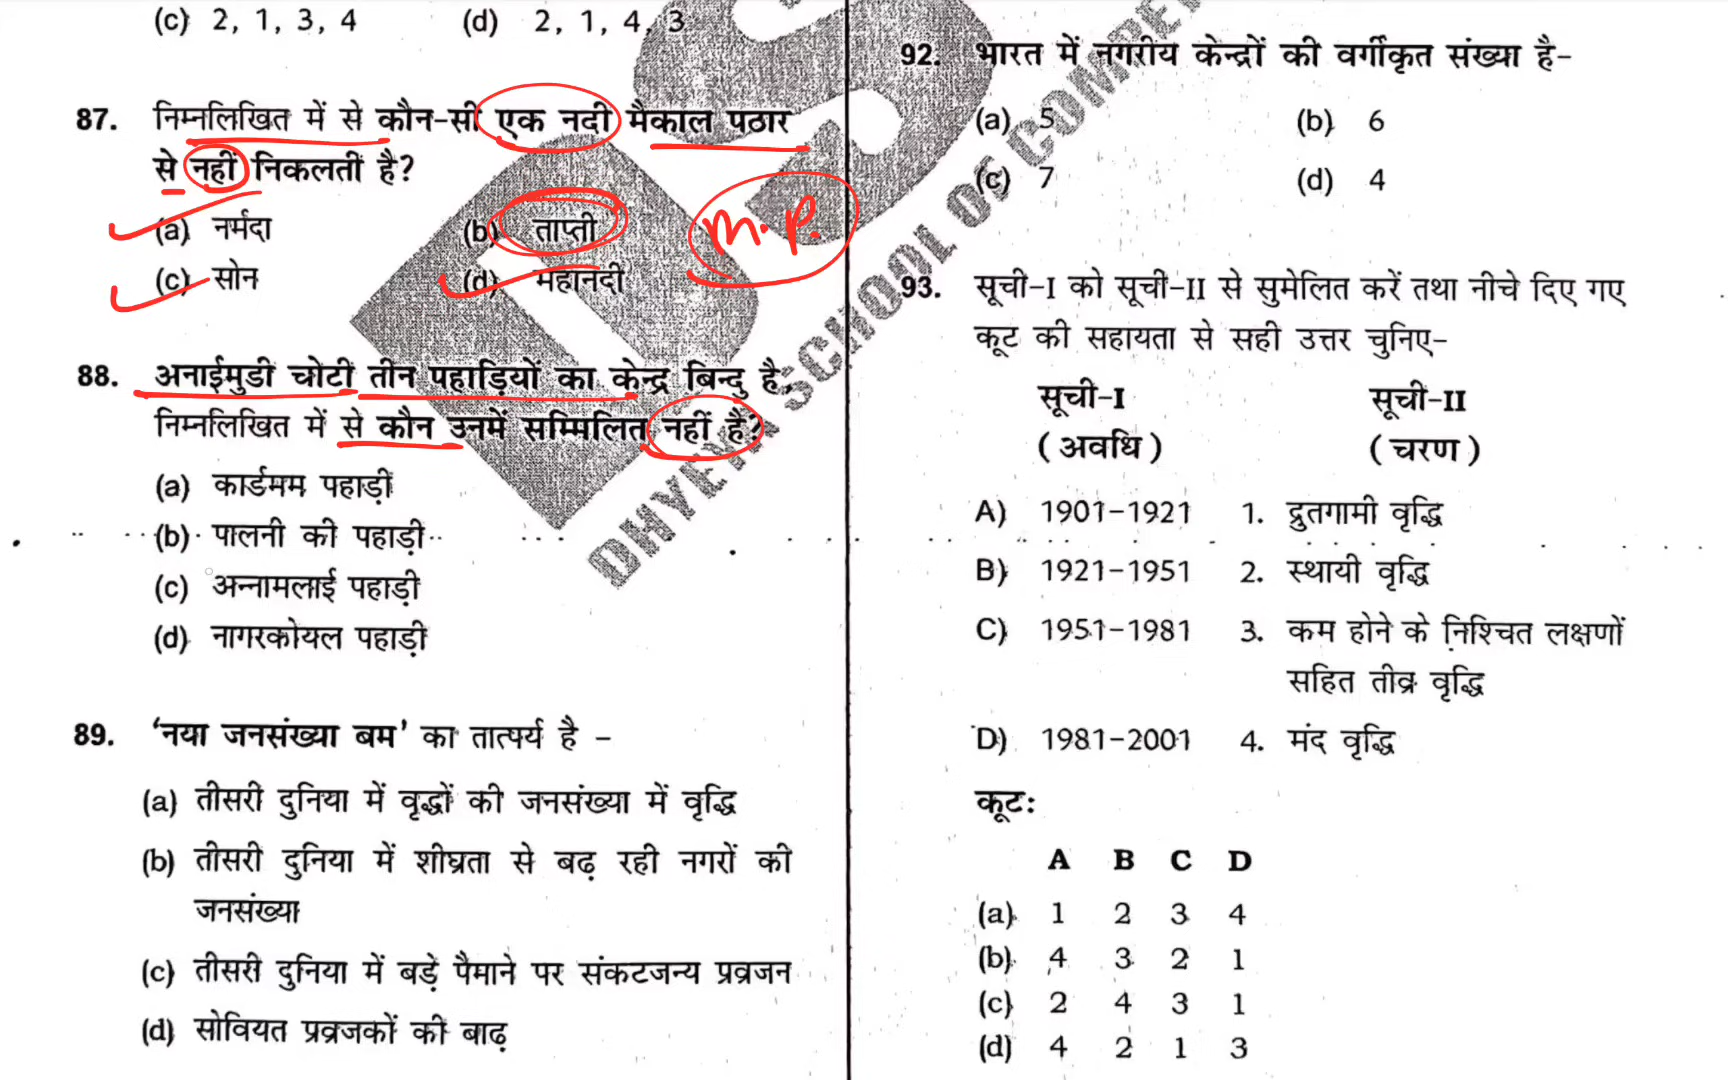 (c) 2, 1, 3, 4 (d) 2, 1, 4, 3
87. निम्नलिखित में से कौन-सी एक नदी मैकाल पठार
से नहीं निकलती है?
(a) नर्मदा (b) ताप्ती
(c) सोन (d) महानदी
m.p.
88. अनाईमुडी चोटी तीन पहाड़ियों का केन्द्र बिन्दु है,
निम्नलिखित में से कौन उनमें सम्मिलित नहीं है?
(a) कार्डमम पहाड़ी
(b) पालनी की पहाड़ी
(c) अन्नामलाई पहाड़ी
(d) नागरकोयल पहाड़ी
89. ‘नया जनसंख्या बम’ का तात्पर्य है –
(a) तीसरी दुनिया में वृद्धों की जनसंख्या में वृद्धि
(b) तीसरी दुनिया में शीघ्रता से बढ़ रही नगरों की
जनसंख्या
(c) तीसरी दुनिया में बड़े पैमाने पर संकटजन्य प्रव्रजन
(d) सोवियत प्रव्रजकों की बाढ़
92. भारत में नगरीय केन्द्रों की वर्गीकृत संख्या है–
(a) 5 (b) 6
(c) 7 (d) 4
93. सूची-I को सूची-II से सुमेलित करें तथा नीचे दिए गए
कूट की सहायता से सही उत्तर चुनिए–
सूची-I सूची-II
(अवधि) (चरण)
A) 1901-1921 1. द्रुतगामी वृद्धि
B) 1921-1951 2. स्थायी वृद्धि
C) 1951-1981 3. कम होने के निश्चित लक्षणों
सहित तीव्र वृद्धि
D) 1981-2001 4. मंद वृद्धि
कूट:
A B C D
(a) 1 2 3 4
(b) 4 3 2 1
(c) 2 4 3 1
(d) 4 2 1 3
DHYEYA SCHOOL OF COMPE